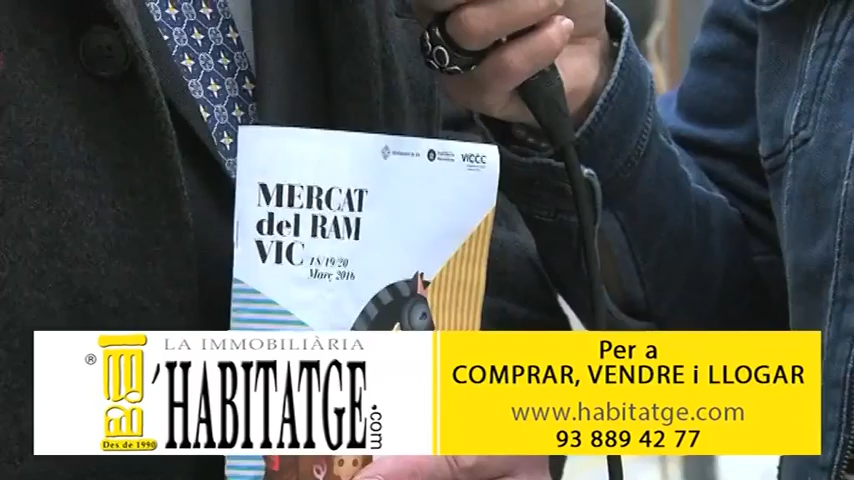 VICCC
MERCAT
del RAM
VIC 18/19/20
Març 2016
LA IMMOBILIÀRIA
®
'HABITATGE.com
Des de 1990
Per a
COMPRAR, VENDRE i LLOGAR
www.habitatge.com
93 889 42 77